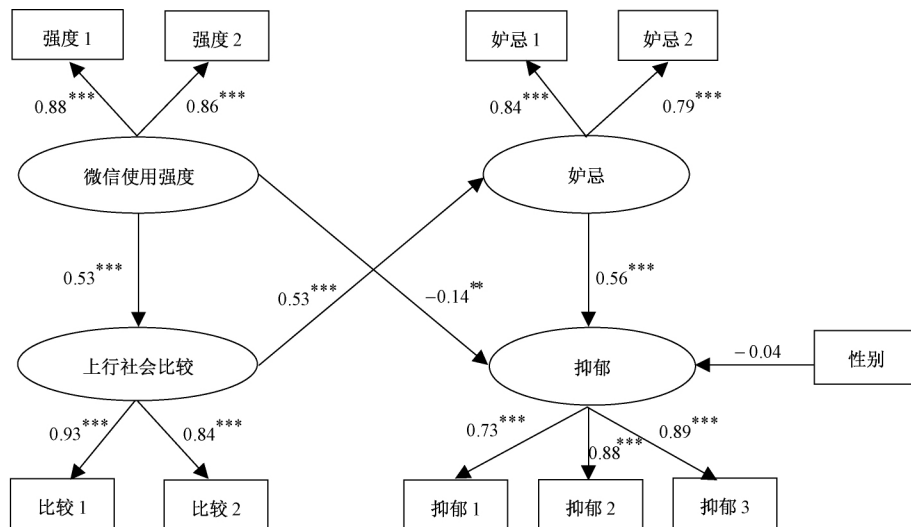 强度 1
强度 2
妒忌 1
妒忌 2
0.88***
0.86***
0.84***
0.79***
微信使用强度
妒忌
0.53***
0.53***
−0.14**
0.56***
上行社会比较
抑郁
−0.04
性别
0.93***
0.84***
0.73***
0.88***
0.89***
比较 1
比较 2
抑郁 1
抑郁 2
抑郁 3